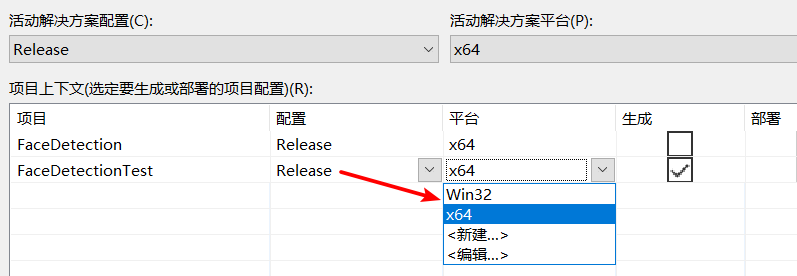 活动解决方案配置(C):
活动解决方案平台(P):
Release
x64
项目上下文(选定要生成或部署的项目配置)(R):
项目 配置 平台 生成 部署
FaceDetection Release x64
FaceDetectionTest Release x64
Win32
x64
<新建...>
<编辑...>